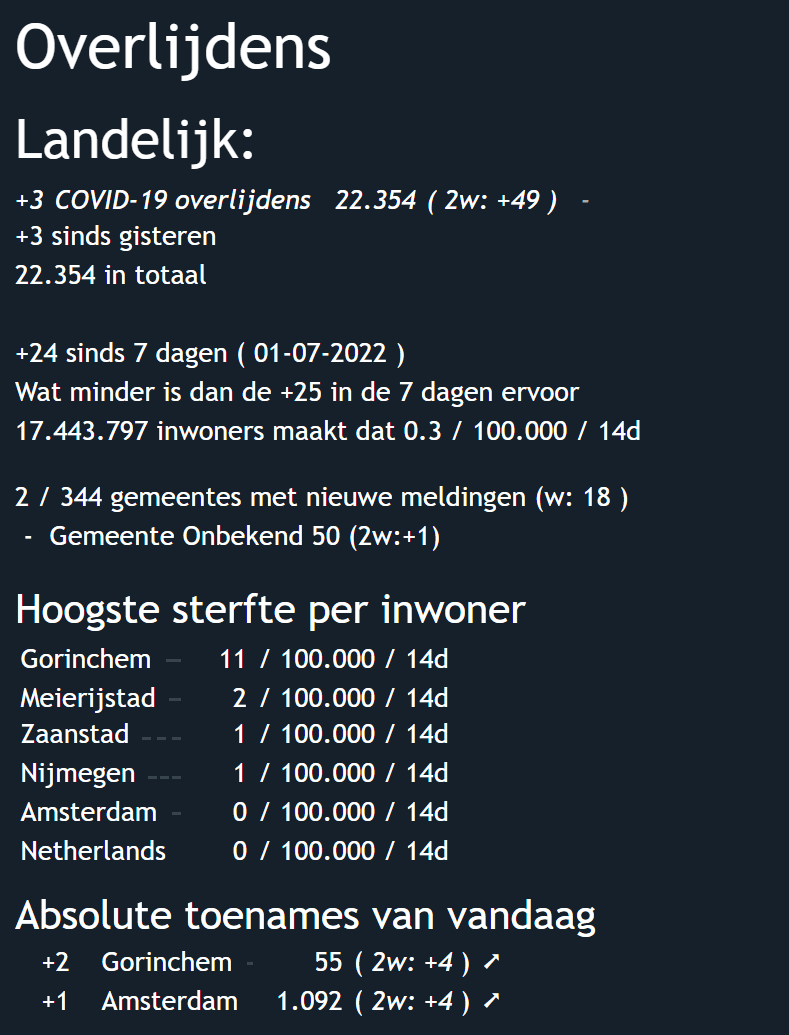 Overlijdens
Landelijk:
+3 COVID-19 overlijdens 22.354 ( 2w: +49 ) -
+3 sinds gisteren
22.354 in totaal
+24 sinds 7 dagen ( 01-07-2022 )
Wat minder is dan de +25 in de 7 dagen ervoor
17.443.797 inwoners maakt dat 0.3 / 100.000 / 14d
2 / 344 gemeentes met nieuwe meldingen (w: 18 )
- Gemeente Onbekend 50 (2w:+1)
Hoogste sterfte per inwoner
Gorinchem – 11 / 100.000 / 14d
Meierijstad - 2 / 100.000 / 14d
Zaanstad --- 1 / 100.000 / 14d
Nijmegen --- 1 / 100.000 / 14d
Amsterdam - 0 / 100.000 / 14d
Netherlands 0 / 100.000 / 14d
Absolute toenames van vandaag
+2 Gorinchem - 55 ( 2w: +4 ) ➚
+1 Amsterdam 1.092 ( 2w: +4 ) ➚